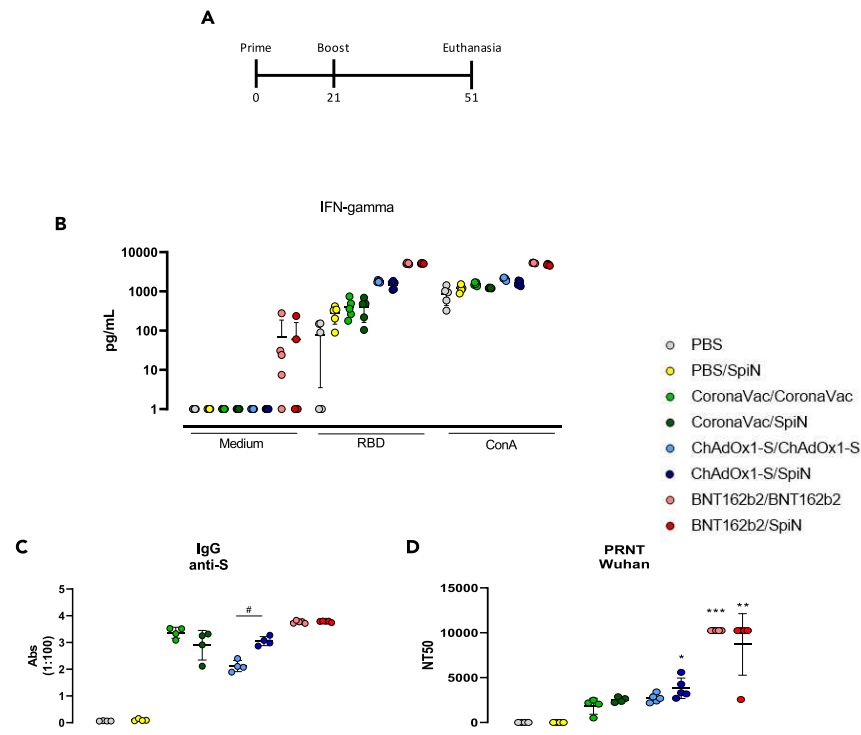 A
Prime Boost Euthanasia
0 21 51
B
IFN-gamma
pg/mL
10000
1000
100
10
1
Medium RBD ConA
PBS
PBS/SpiN
CoronaVac/CoronaVac
CoronaVac/SpiN
ChAdOx1-S/ChAdOx1-S
ChAdOx1-S/SpiN
BNT162b2/BNT162b2
BNT162b2/SpiN
C
IgG
anti-S
Abs
(1:100)
5
4
3
2
1
0
#
D
PRNT
Wuhan
NT50
15000
10000
5000
0
*
***
**